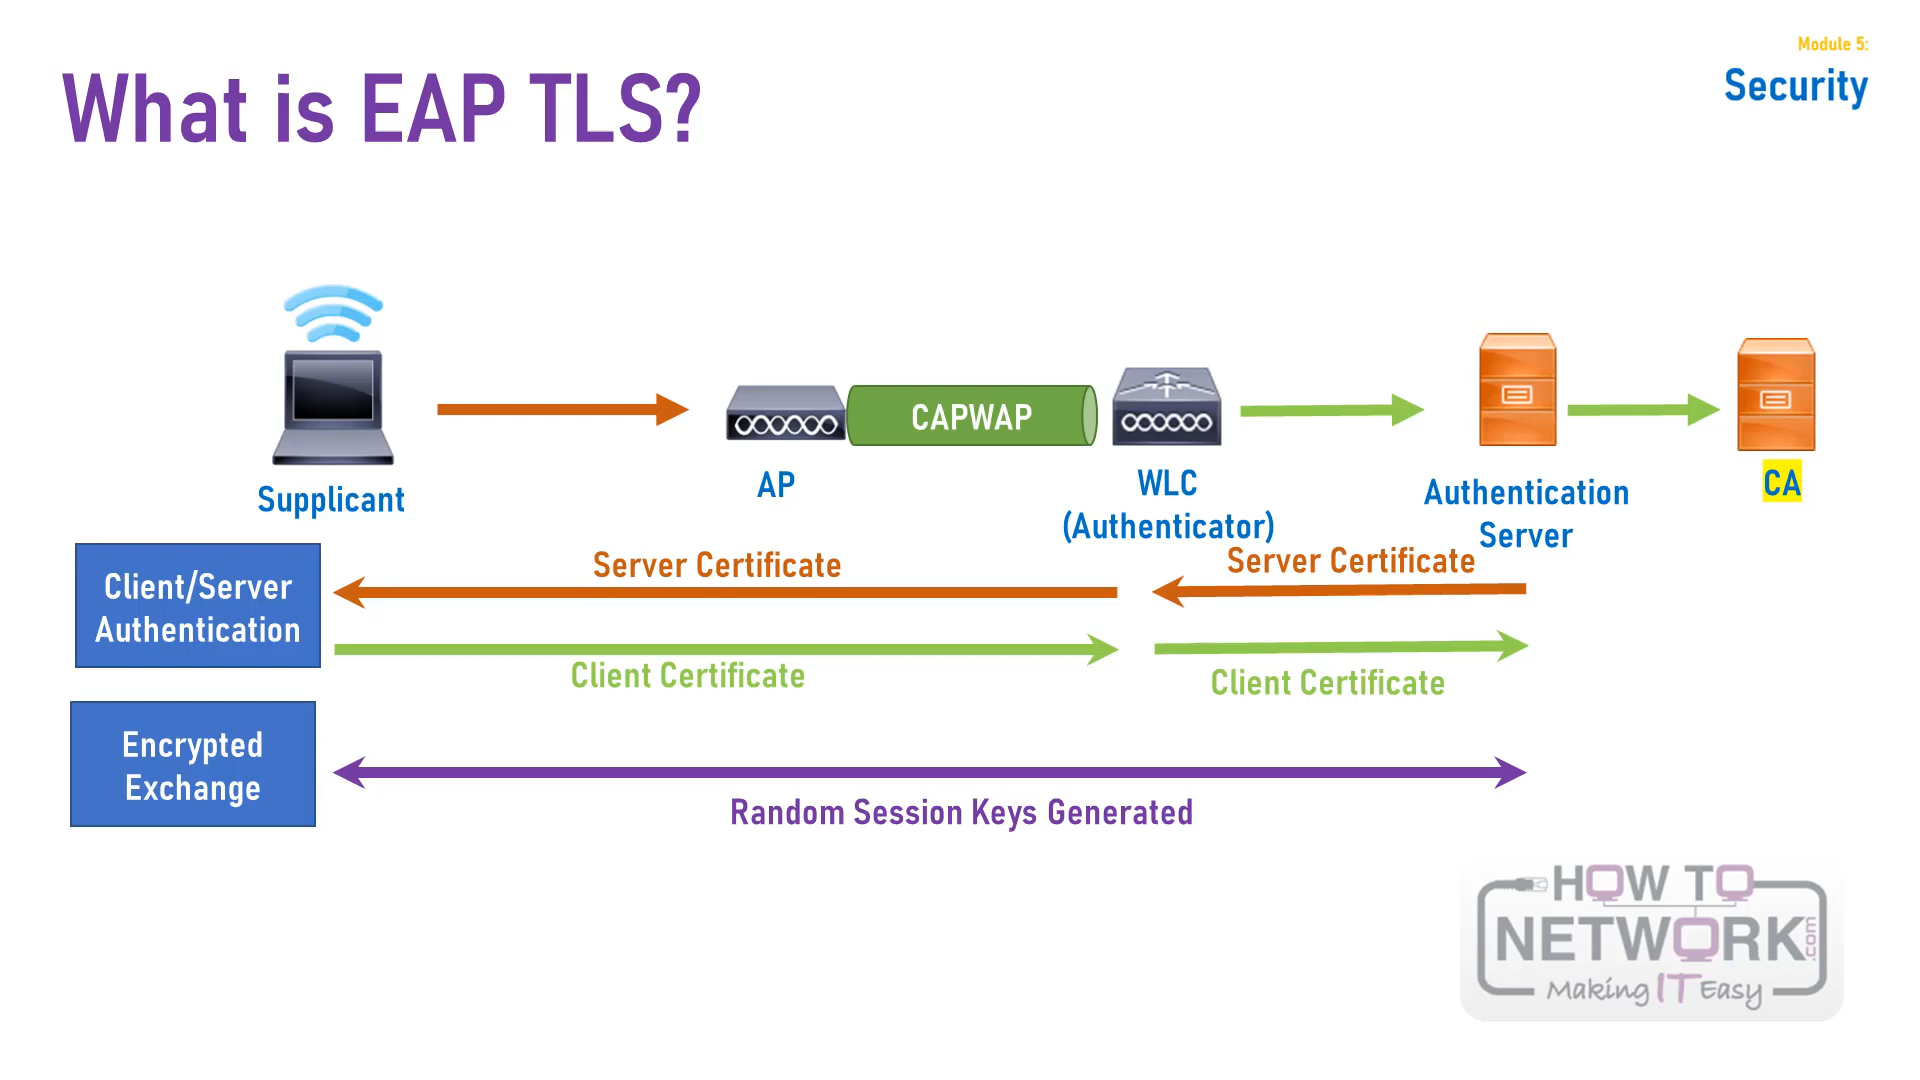 Module 5:
Security
What is EAP TLS?
CAPWAP
Supplicant
AP
WLC
(Authenticator)
Authentication
Server
CA
Client/Server
Authentication
Server Certificate
Server Certificate
Client Certificate
Client Certificate
Encrypted
Exchange
Random Session Keys Generated
HOW TO
NETWORK.com
Making IT Easy